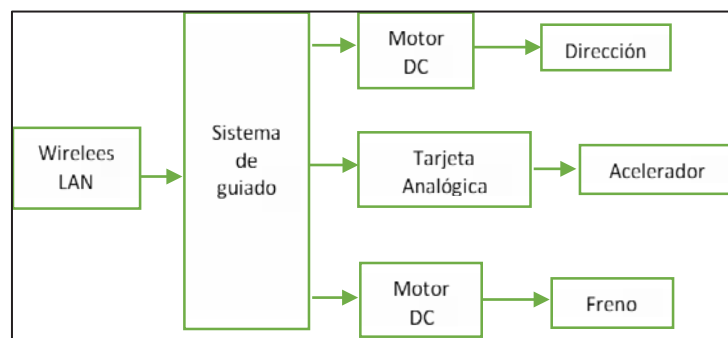 Wirelees
LAN
Sistema
de
guiado
Motor
DC
Dirección
Tarjeta
Analógica
Acelerador
Motor
DC
Freno